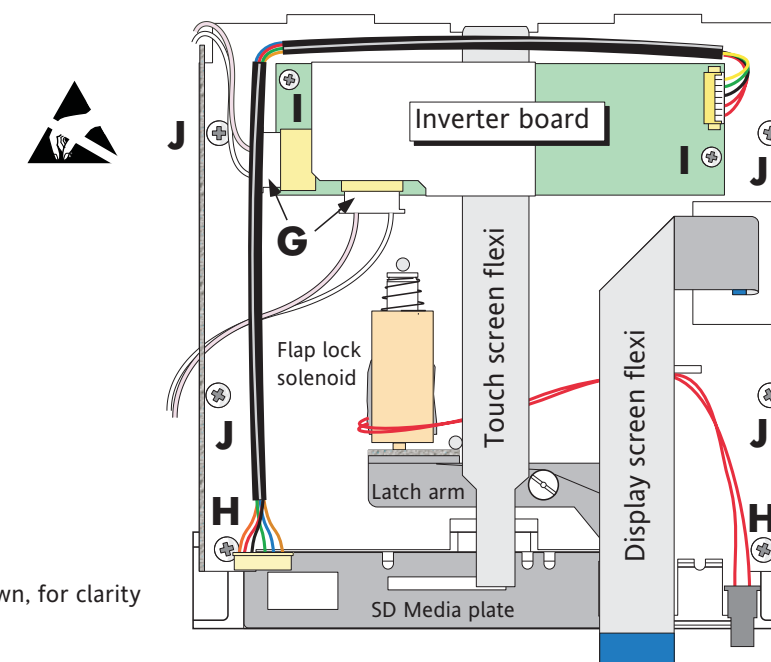 Inverter board
I
I
J
J
G
Touch screen flexi
Flap lock
solenoid
Display screen flexi
J
J
Latch arm
H
H
wn, for clarity
SD Media plate